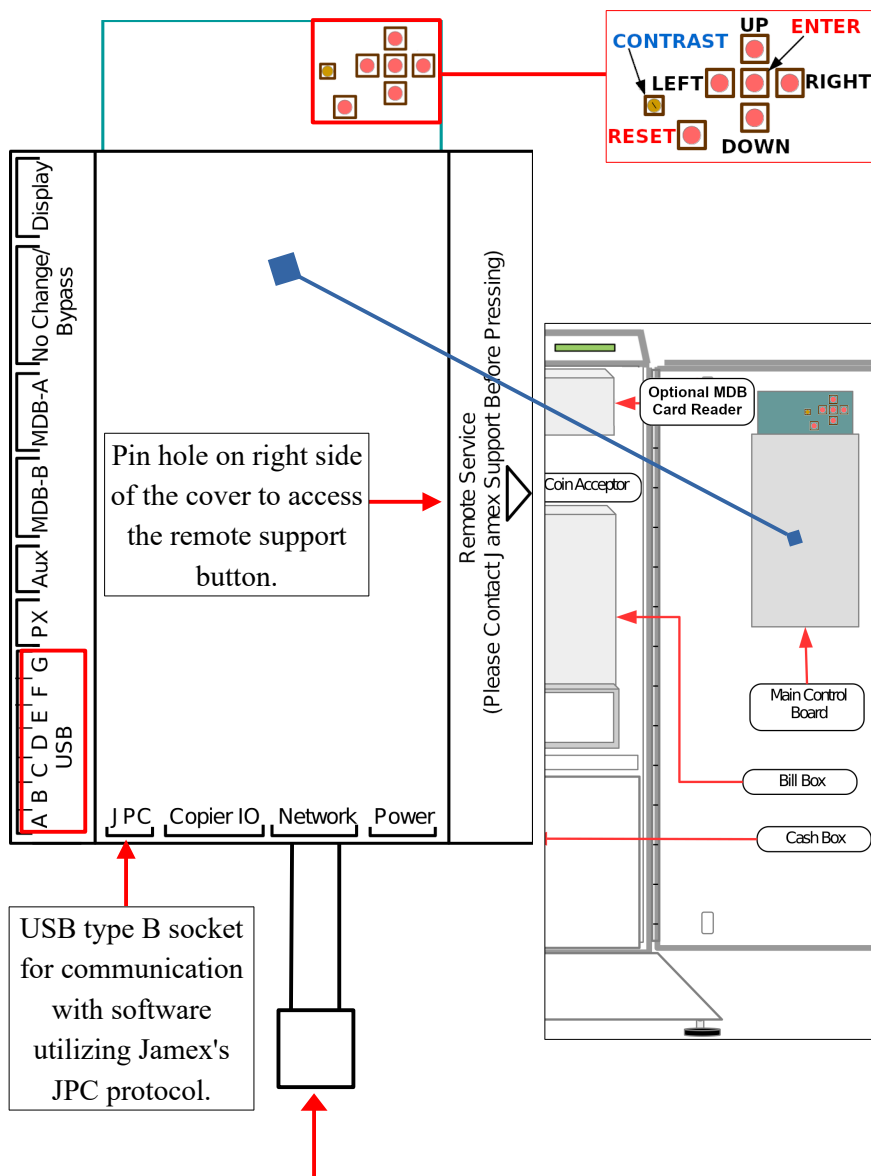 UP
CONTRAST
ENTER
LEFT
RIGHT
RESET
DOWN
Display
No Change/
Bypass
MDB-A
MDB-B
Aux
PX
G
F
E
D
C
B
A
USB
Pin hole on right side
of the cover to access
the remote support
button.
Remote Service
(Please Contact Jamex Support Before Pressing)
Optional MDB
Card Reader
Coin Acceptor
Main Control
Board
Bill Box
Cash Box
JPC
Copier IO
Network
Power
USB type B socket
for communication
with software
utilizing Jamex's
JPC protocol.